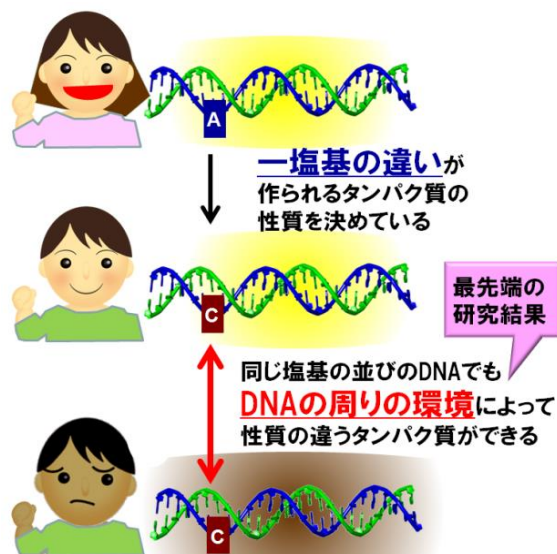 A
一塩基の違いが
作られるタンパク質の
性質を決めている
C
最先端の
研究結果
同じ塩基の並びのDNAでも
DNAの周りの環境によって
性質の違うタンパク質ができる
C